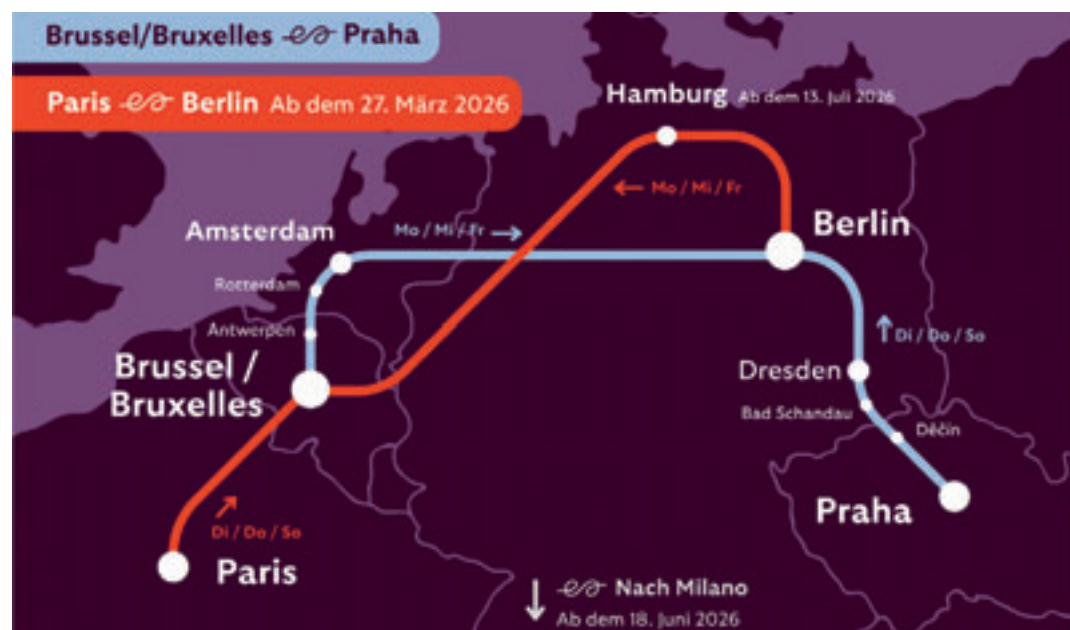 Brussel/Bruxelles Praha
Paris Berlin Ab dem 27. März 2026
Hamburg Ab dem 13. Juli 2026
← Mo / Mi / Fr
Amsterdam
Mo / Mi / Fr →
Berlin
Rotterdam
Antwerpen
↑ Di / Do / So
Brussel /
Bruxelles
Dresden
Bad Schandau
Děčín
Praha
Di / Do / So
Paris
↓ Nach Milano
Ab dem 18. Juni 2026